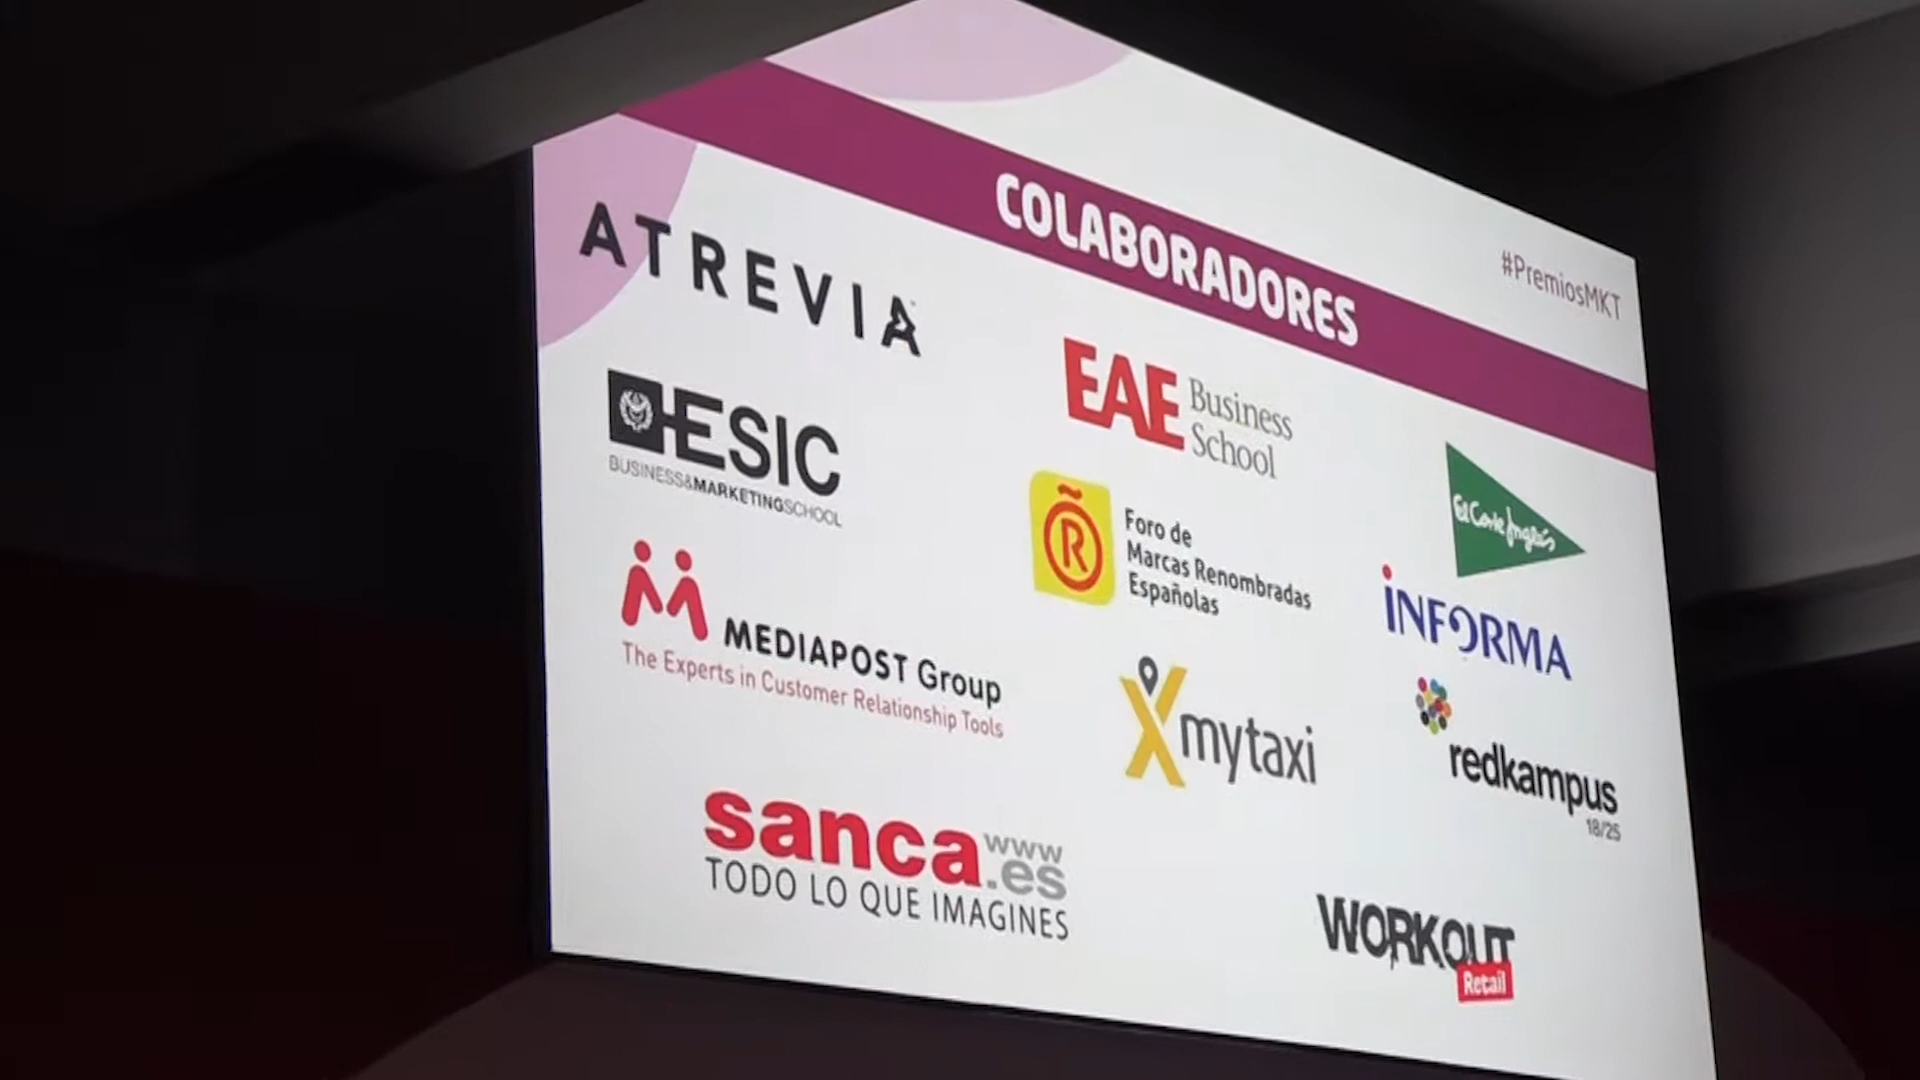 COLABORADORES
#PremiosMKT
ATREVIA
EAE Business
School
El Corte Inglés
ESIC
BUSINESS&MARKETINGSCHOOL
Foro de
Marcas Renombradas
Españolas
R
INFORMA
MEDIAPOST Group
The Experts in Customer Relationship Tools
mytaxi
redkampus
18/25
sanca www
.es
TODO LO QUE IMAGINES
WORKOUT
Retail